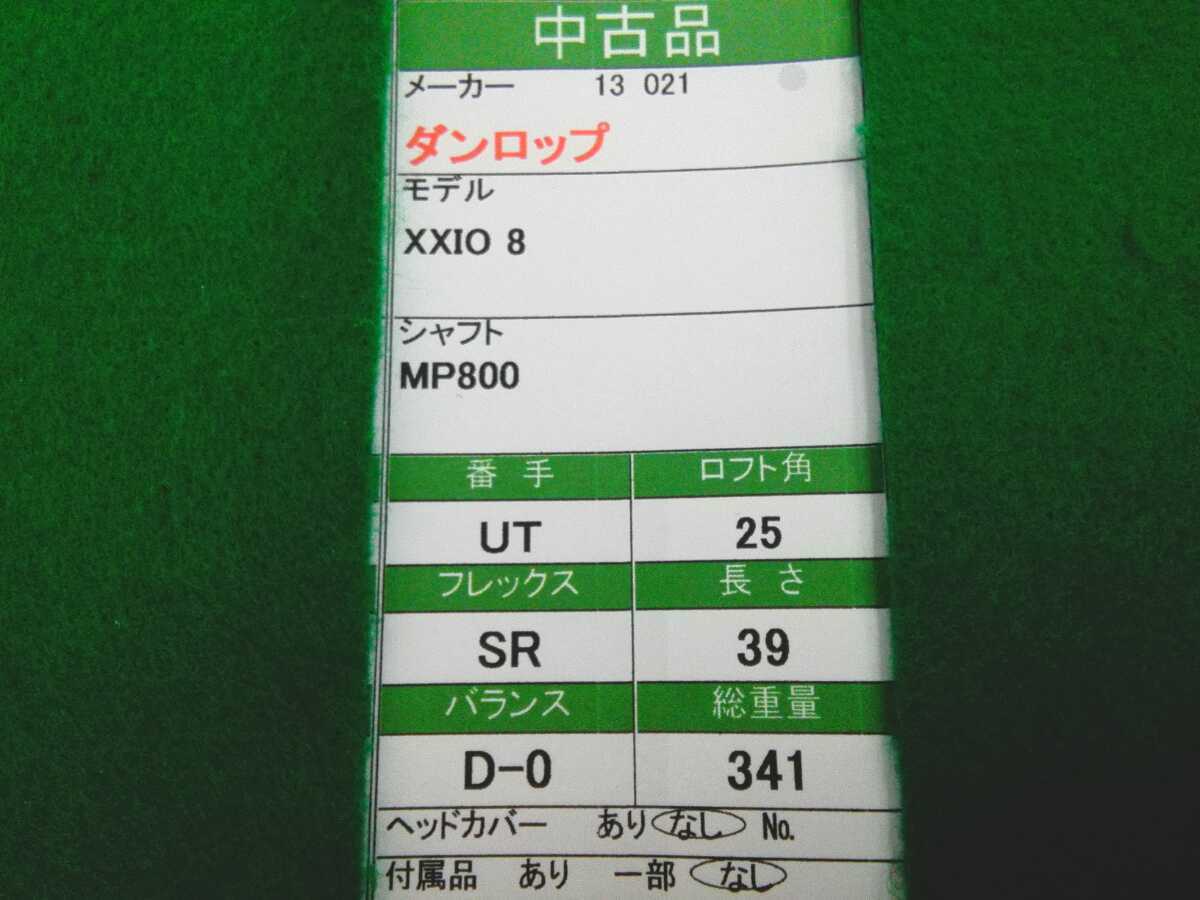 中古品
メーカー 13 021
ダンロップ
モデル
XXIO 8
シャフト
MP800
番手 ロフト角
UT 25
フレックス 長さ
SR 39
バランス 総重量
D-0 341
ヘッドカバー あり なし No.
付属品 あり 一部 なし